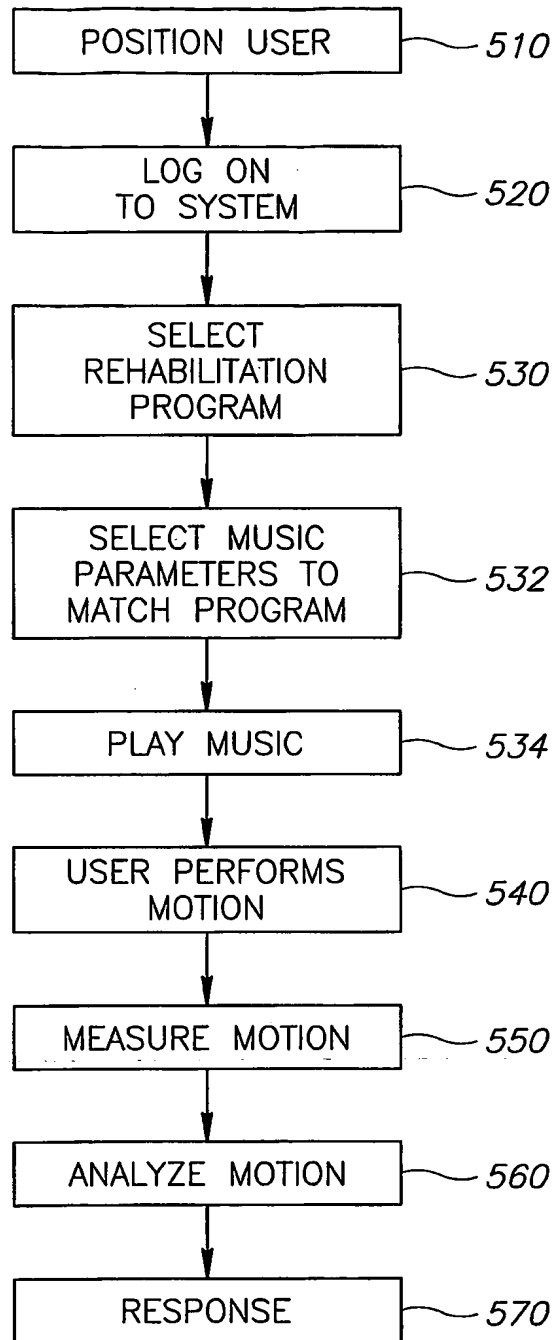 POSITION USER
510
LOG ON
TO SYSTEM
520
SELECT
REHABILITATION
PROGRAM
530
SELECT MUSIC
PARAMETERS TO
MATCH PROGRAM
532
PLAY MUSIC
534
USER PERFORMS
MOTION
540
MEASURE MOTION
550
ANALYZE MOTION
560
RESPONSE
570